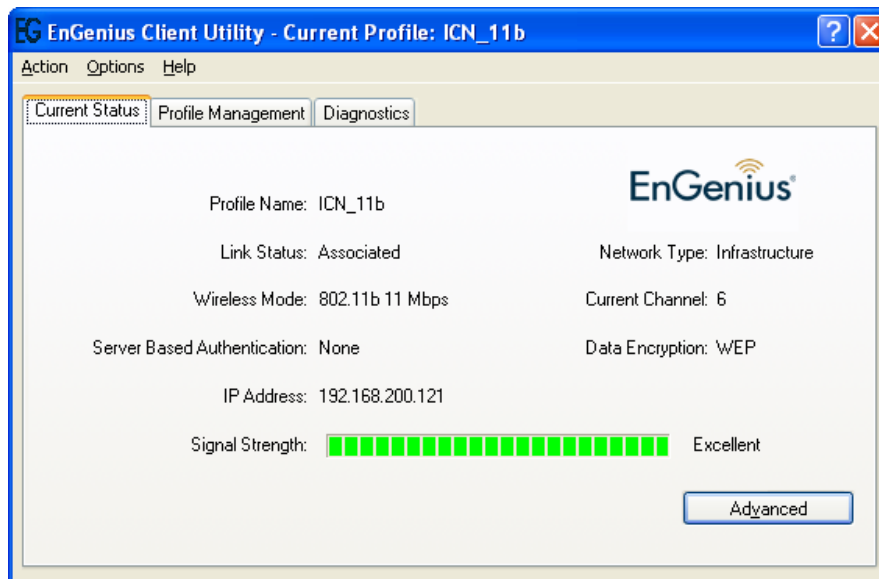 EG EnGenius Client Utility - Current Profile: ICN_11b
Action Options Help
Current Status Profile Management Diagnostics
EnGenius®
Profile Name: ICN_11b
Link Status: Associated Network Type: Infrastructure
Wireless Mode: 802.11b 11 Mbps Current Channel: 6
Server Based Authentication: None Data Encryption: WEP
IP Address: 192.168.200.121
Signal Strength: Excellent
Advanced